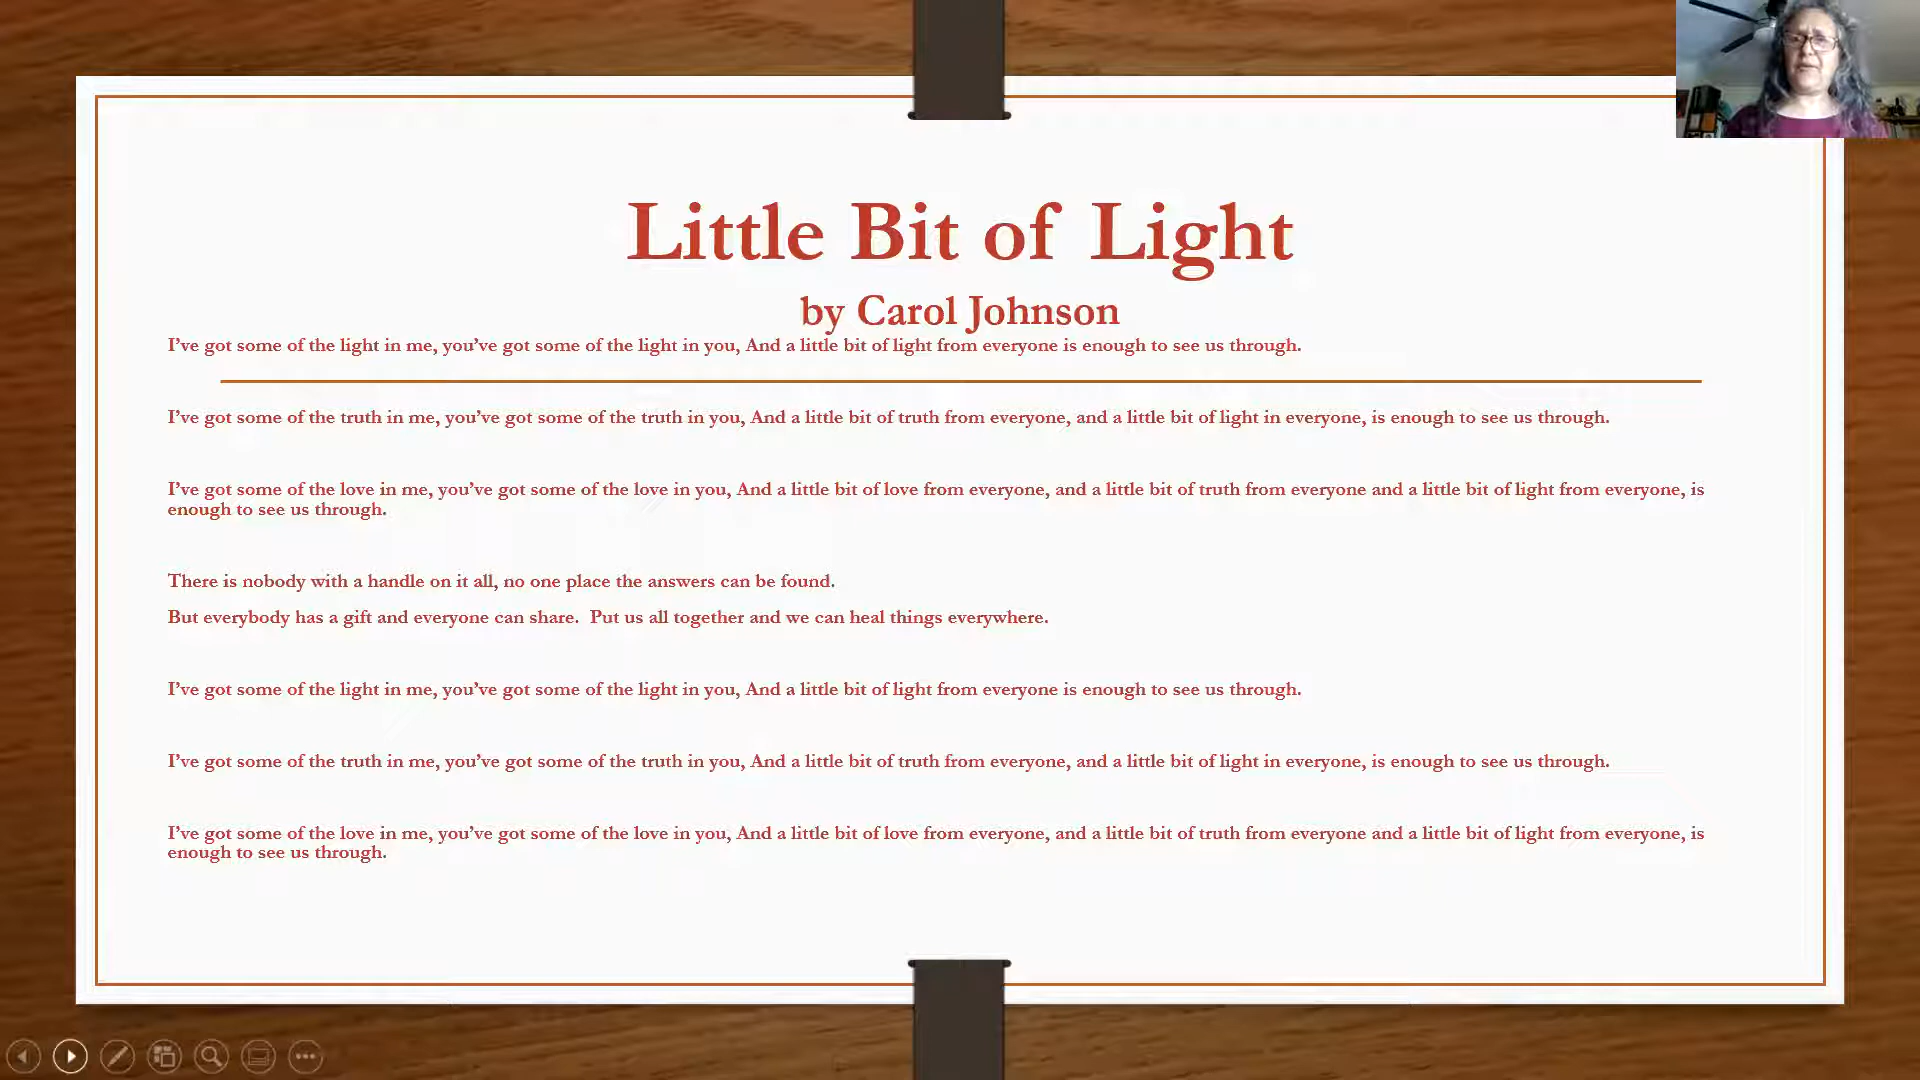 Little Bit of Light
by Carol Johnson
I’ve got some of the light in me, you’ve got some of the light in you, And a little bit of light from everyone is enough to see us through.
I’ve got some of the truth in me, you’ve got some of the truth in you, And a little bit of truth from everyone, and a little bit of light in everyone, is enough to see us through.
I’ve got some of the love in me, you’ve got some of the love in you, And a little bit of love from everyone, and a little bit of truth from everyone and a little bit of light from everyone, is
enough to see us through.
There is nobody with a handle on it all, no one place the answers can be found.
But everybody has a gift and everyone can share.  Put us all together and we can heal things everywhere.
I’ve got some of the light in me, you’ve got some of the light in you, And a little bit of light from everyone is enough to see us through.
I’ve got some of the truth in me, you’ve got some of the truth in you, And a little bit of truth from everyone, and a little bit of light in everyone, is enough to see us through.
I’ve got some of the love in me, you’ve got some of the love in you, And a little bit of love from everyone, and a little bit of truth from everyone and a little bit of light from everyone, is
enough to see us through.